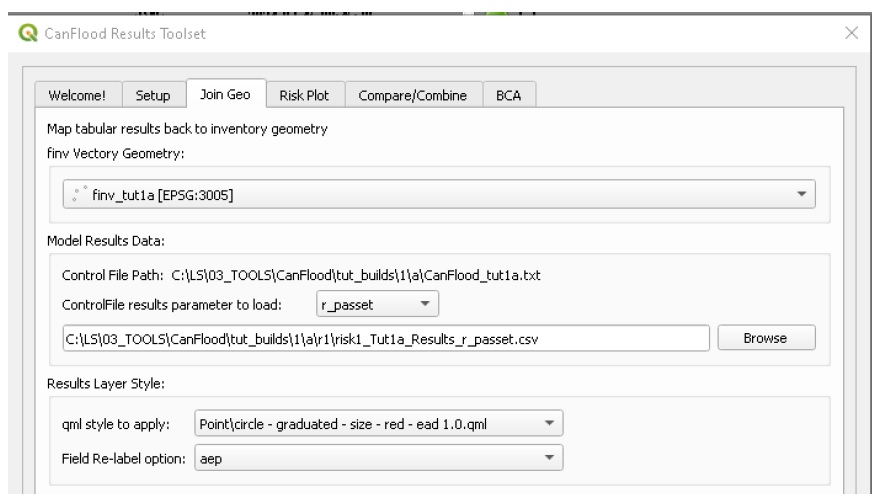 CanFlood Results Toolset
Welcome! Setup Join Geo Risk Plot Compare/Combine BCA
Map tabular results back to inventory geometry
finv Vectory Geometry:
finv_tut1a [EPSG:3005]
Model Results Data:
Control File Path: C:\LS\03_TOOLS\CanFlood\tut_builds\1\a\CanFlood_tut1a.txt
ControlFile results parameter to load: r_passet
C:\LS\03_TOOLS\CanFlood\tut_builds\1\a\r1\risk1_Tut1a_Results_r_passet.csv Browse
Results Layer Style:
qml style to apply: Point\circle - graduated - size - red - ead 1.0.qml
Field Re-label option: aep